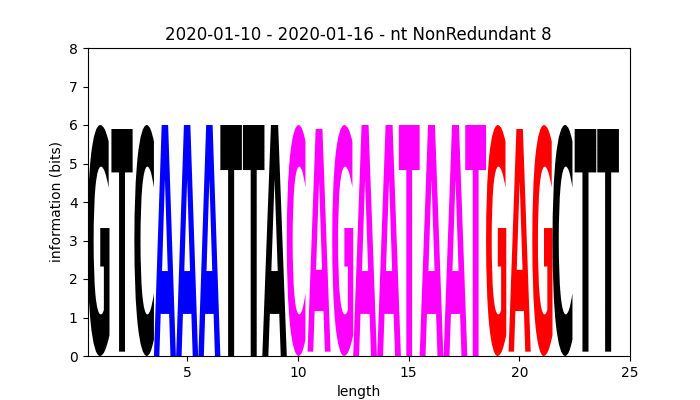 2020-01-10 - 2020-01-16 - nt NonRedundant 8
information (bits)
8
7
6
5
4
3
2
1
0
GTCAAATTACAGAATAATGAGCTT
5 10 15 20 25
length